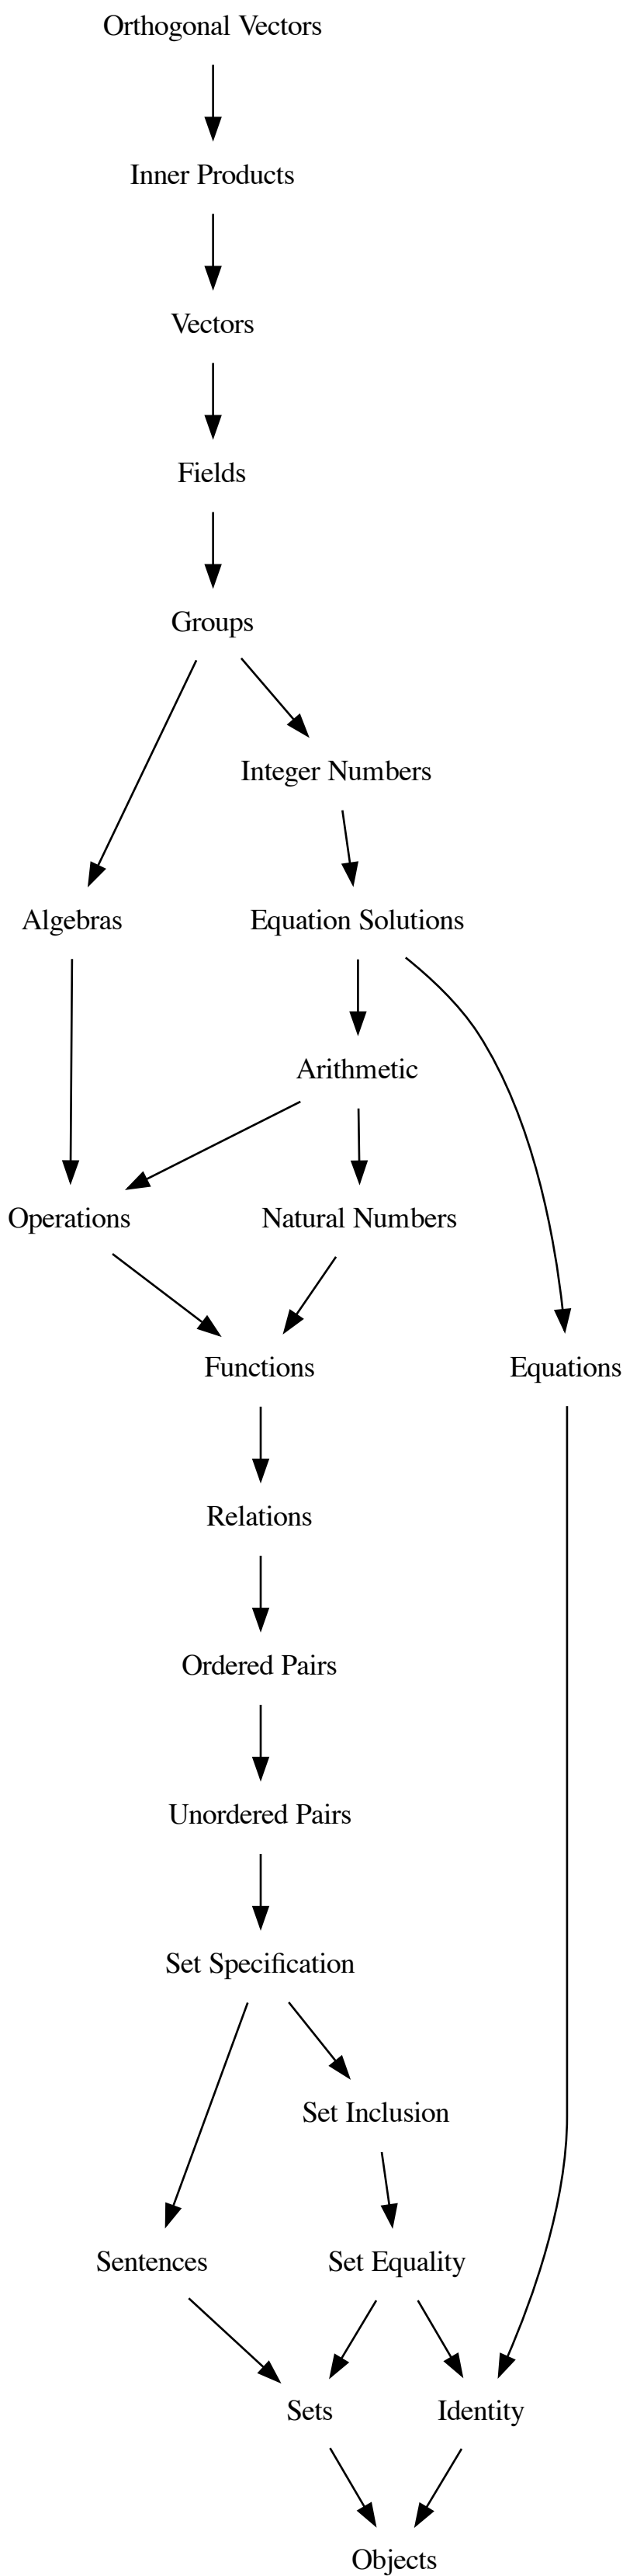 Orthogonal Vectors
Inner Products
Vectors
Fields
Groups
Integer Numbers
Algebras
Equation Solutions
Arithmetic
Operations
Natural Numbers
Functions
Equations
Relations
Ordered Pairs
Unordered Pairs
Set Specification
Set Inclusion
Sentences
Set Equality
Sets
Identity
Objects